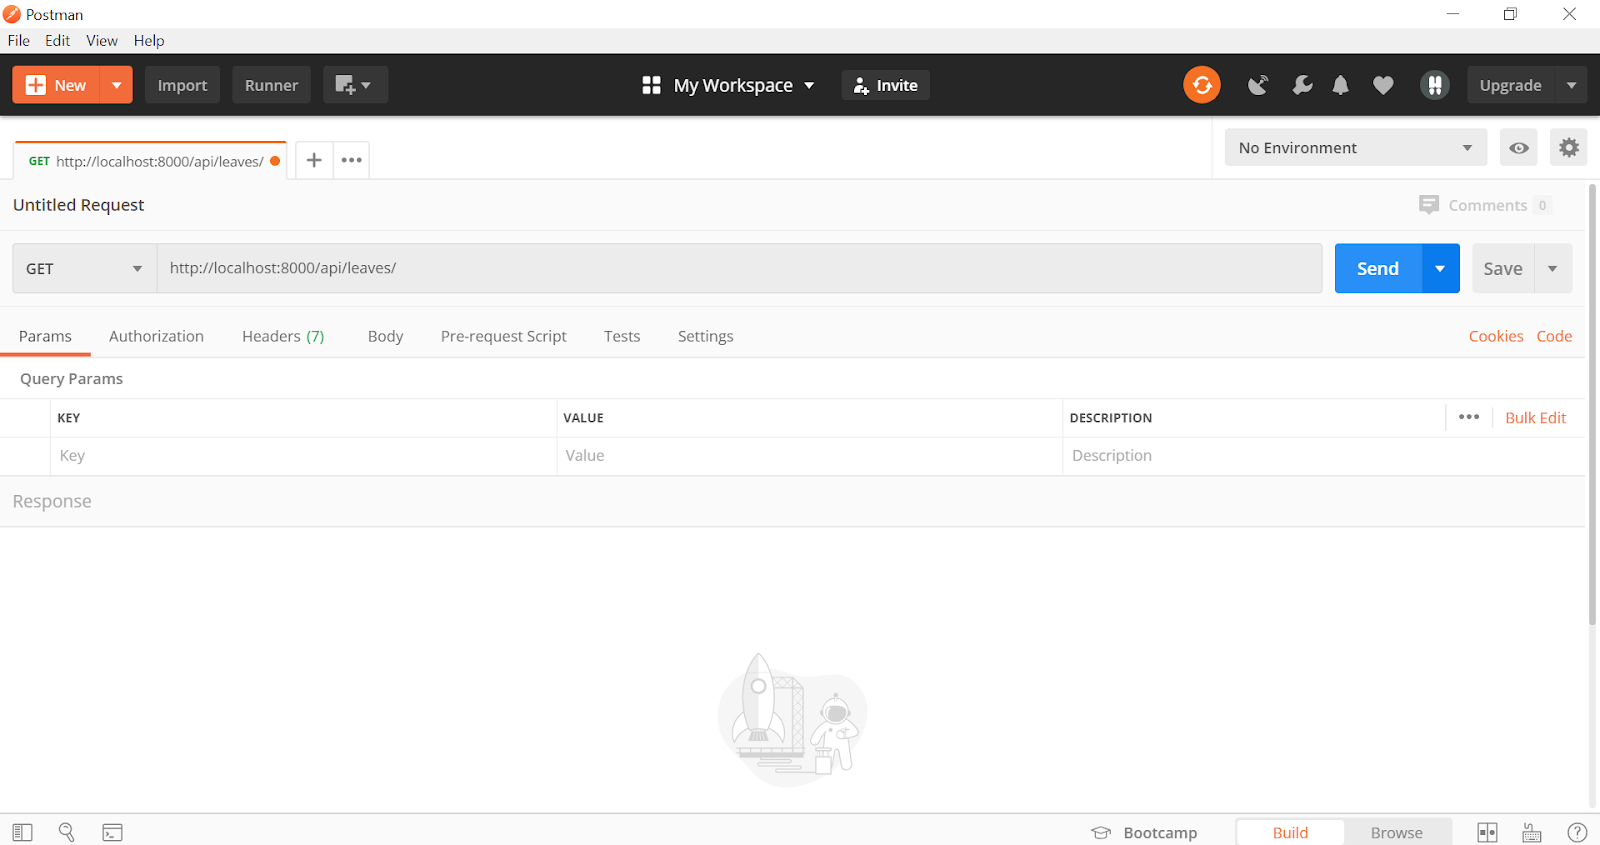 Postman
File Edit View Help
New Import Runner My Workspace Invite Upgrade
GET http://localhost:8000/api/leaves/ No Environment
Untitled Request Comments 0
GET http://localhost:8000/api/leaves/ Send Save
Params Authorization Headers (7) Body Pre-request Script Tests Settings Cookies Code
Query Params
KEY VALUE DESCRIPTION Bulk Edit
Key Value Description
Response
Bootcamp Build Browse